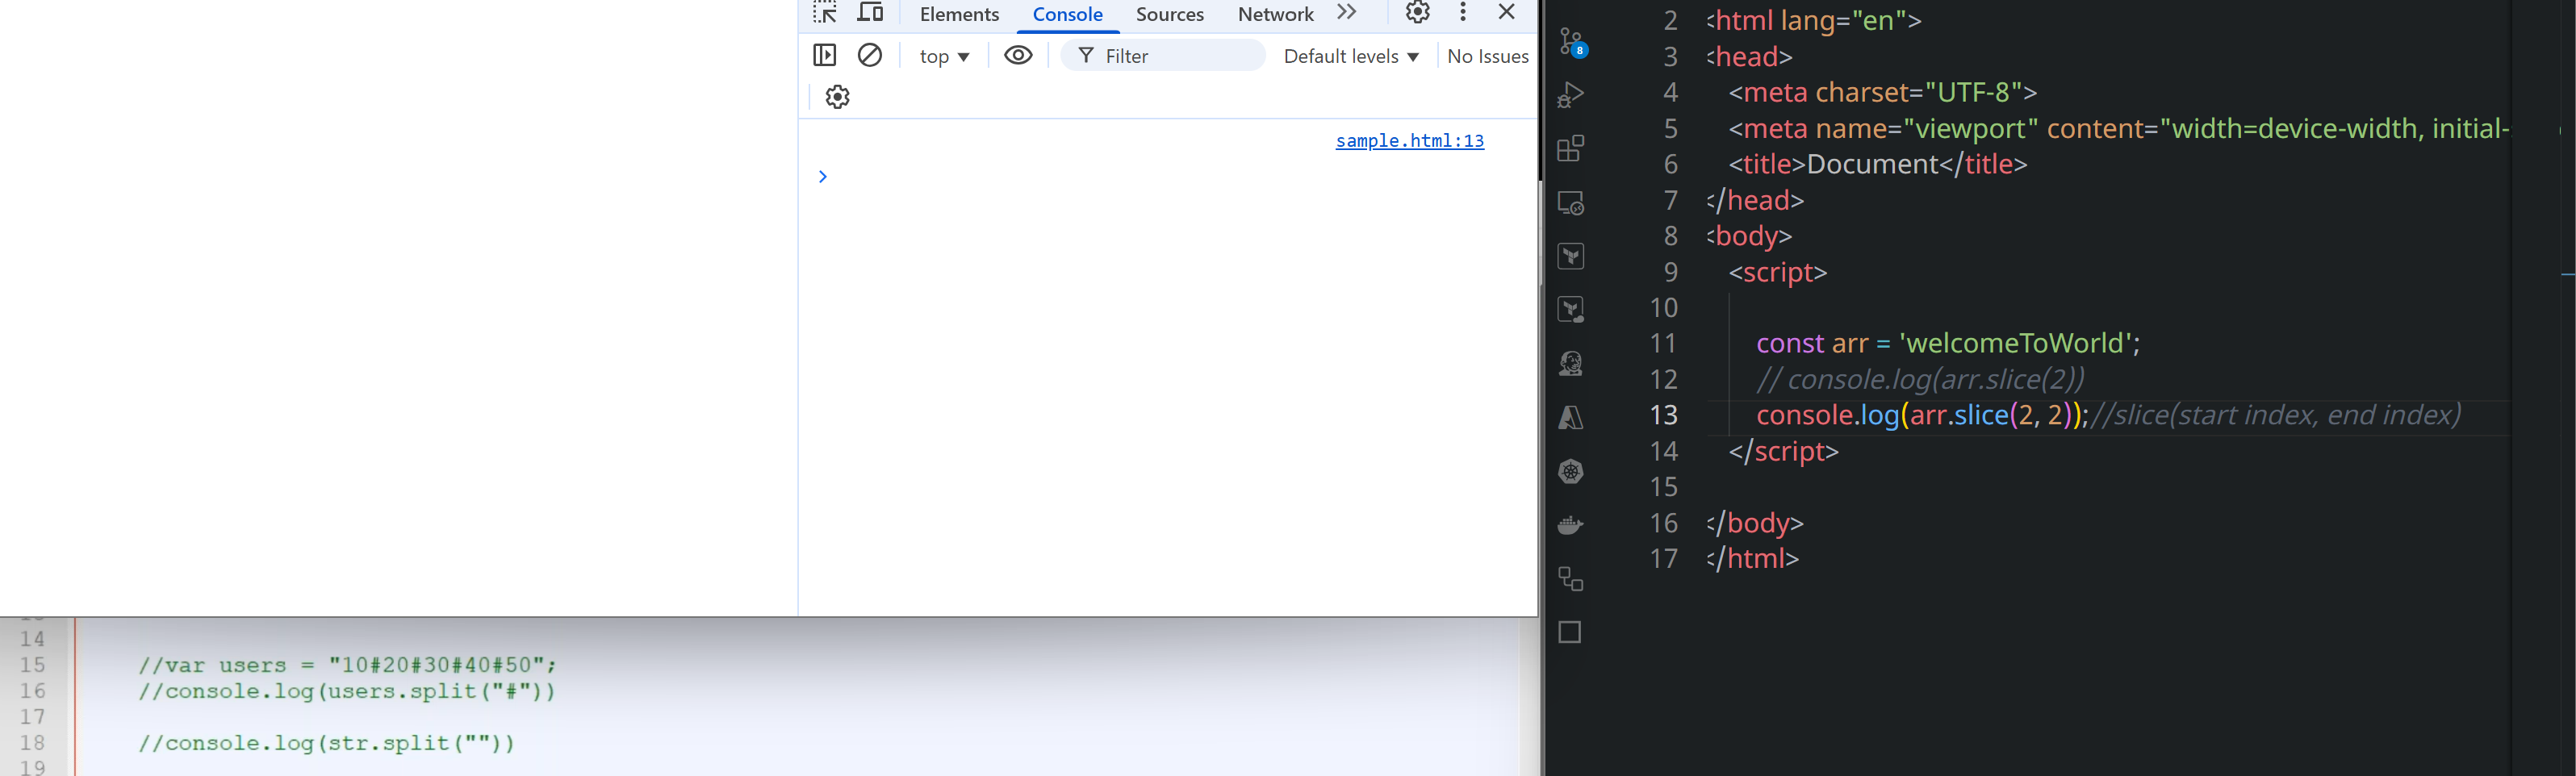 Elements Console Sources Network
top ▼ Filter Default levels ▼ No Issues
sample.html:13
>
14
15 //var users = "10#20#30#40#50";
16 //console.log(users.split("#"))
17
18 //console.log(str.split(""))
19
8
2 <html lang="en">
3 <head>
4 <meta charset="UTF-8">
5 <meta name="viewport" content="width=device-width, initial-
6 <title>Document</title>
7 </head>
8 <body>
9 <script>
10
11 const arr = 'welcomeToWorld';
12 // console.log(arr.slice(2))
13 console.log(arr.slice(2, 2));//slice(start index, end index)
14 </script>
15
16 </body>
17 </html>